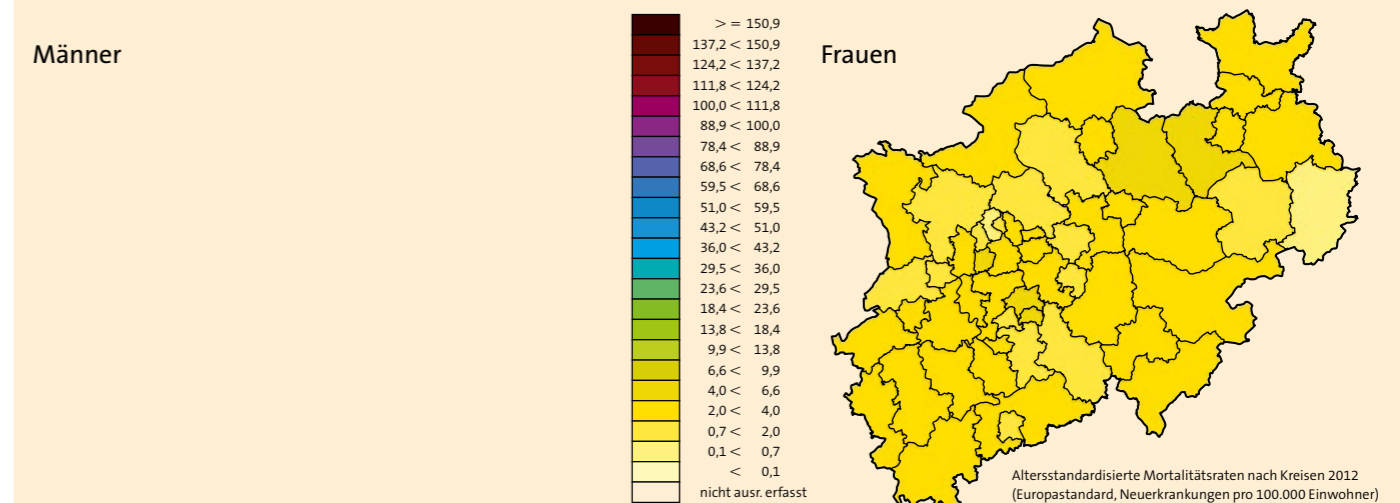 Männer
> = 150,9
137,2 < 150,9
124,2 < 137,2
111,8 < 124,2
100,0 < 111,8
88,9 < 100,0
78,4 < 88,9
68,6 < 78,4
59,5 < 68,6
51,0 < 59,5
43,2 < 51,0
36,0 < 43,2
29,5 < 36,0
23,6 < 29,5
18,4 < 23,6
13,8 < 18,4
9,9 < 13,8
6,6 < 9,9
4,0 < 6,6
2,0 < 4,0
0,7 < 2,0
0,1 < 0,7
< 0,1
nicht ausr. erfasst
Frauen
Altersstandardisierte Mortalitätsraten nach Kreisen 2012
(Europastandard, Neuerkrankungen pro 100.000 Einwohner)